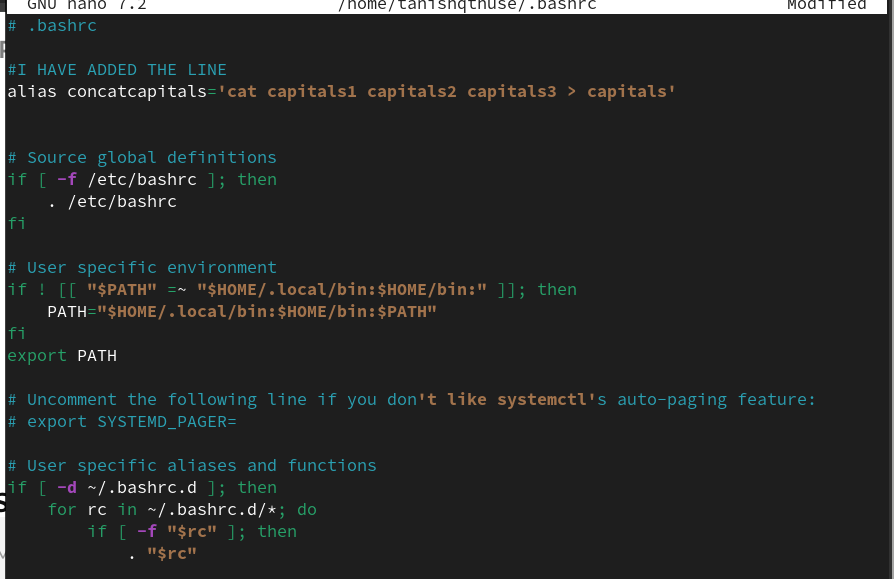 GNU nano 7.2 /home/tanishqthuse/.bashrc Modified
# .bashrc
#I HAVE ADDED THE LINE
alias concatcapitals='cat capitals1 capitals2 capitals3 > capitals'
# Source global definitions
if [ -f /etc/bashrc ]; then
    . /etc/bashrc
fi
# User specific environment
if ! [[ "$PATH" =~ "$HOME/.local/bin:$HOME/bin:" ]]; then
    PATH="$HOME/.local/bin:$HOME/bin:$PATH"
fi
export PATH
# Uncomment the following line if you don't like systemctl's auto-paging feature:
# export SYSTEMD_PAGER=
# User specific aliases and functions
if [ -d ~/.bashrc.d ]; then
    for rc in ~/.bashrc.d/*; do
        if [ -f "$rc" ]; then
            . "$rc"